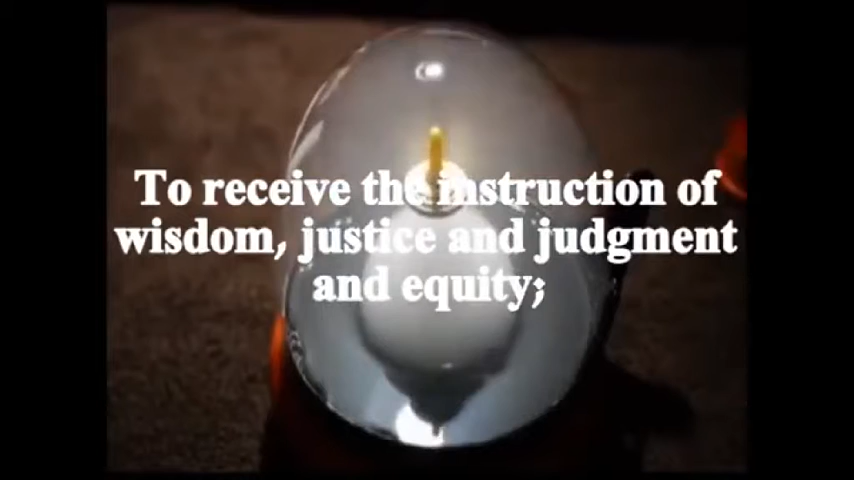 To receive the instruction of
wisdom, justice and judgment
and equity;